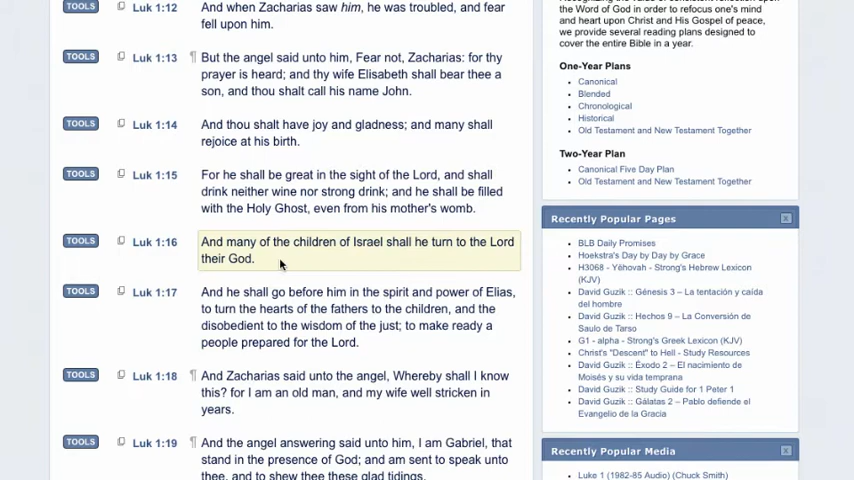 TOOLS Luk 1:12 And when Zacharias saw him, he was troubled, and fear
fell upon him.
TOOLS Luk 1:13 ¶ But the angel said unto him, Fear not, Zacharias: for thy
prayer is heard; and thy wife Elisabeth shall bear thee a
son, and thou shalt call his name John.
TOOLS Luk 1:14 And thou shalt have joy and gladness; and many shall
rejoice at his birth.
TOOLS Luk 1:15 For he shall be great in the sight of the Lord, and shall
drink neither wine nor strong drink; and he shall be filled
with the Holy Ghost, even from his mother's womb.
TOOLS Luk 1:16 And many of the children of Israel shall he turn to the Lord
their God.
TOOLS Luk 1:17 And he shall go before him in the spirit and power of Elias,
to turn the hearts of the fathers to the children, and the
disobedient to the wisdom of the just; to make ready a
people prepared for the Lord.
TOOLS Luk 1:18 ¶ And Zacharias said unto the angel, Whereby shall I know
this? for I am an old man, and my wife well stricken in
years.
TOOLS Luk 1:19 ¶ And the angel answering said unto him, I am Gabriel, that
stand in the presence of God; and am sent to speak unto
thee, and to shew thee these glad tidings.
the Word of God in order to refocus one's mind
and heart upon Christ and His Gospel of peace,
we provide several reading plans designed to
cover the entire Bible in a year.
One-Year Plans
• Canonical
• Blended
• Chronological
• Historical
• Old Testament and New Testament Together
Two-Year Plan
• Canonical Five Day Plan
• Old Testament and New Testament Together
Recently Popular Pages
• BLB Daily Promises
• Hoekstra's Day by Day by Grace
• H3068 - Yĕhovah - Strong's Hebrew Lexicon
(KJV)
• David Guzik :: Génesis 3 – La tentación y caída
del hombre
• David Guzik :: Hechos 9 – La Conversión de
Saulo de Tarso
• G1 - alpha - Strong's Greek Lexicon (KJV)
• Christ's "Descent" to Hell - Study Resources
• David Guzik :: Éxodo 2 – El nacimiento de
Moisés y su vida temprana
• David Guzik :: Study Guide for 1 Peter 1
• David Guzik :: Gálatas 2 – Pablo defiende el
Evangelio de la Gracia
Recently Popular Media
• Luke 1 (1982-85 Audio) (Chuck Smith)